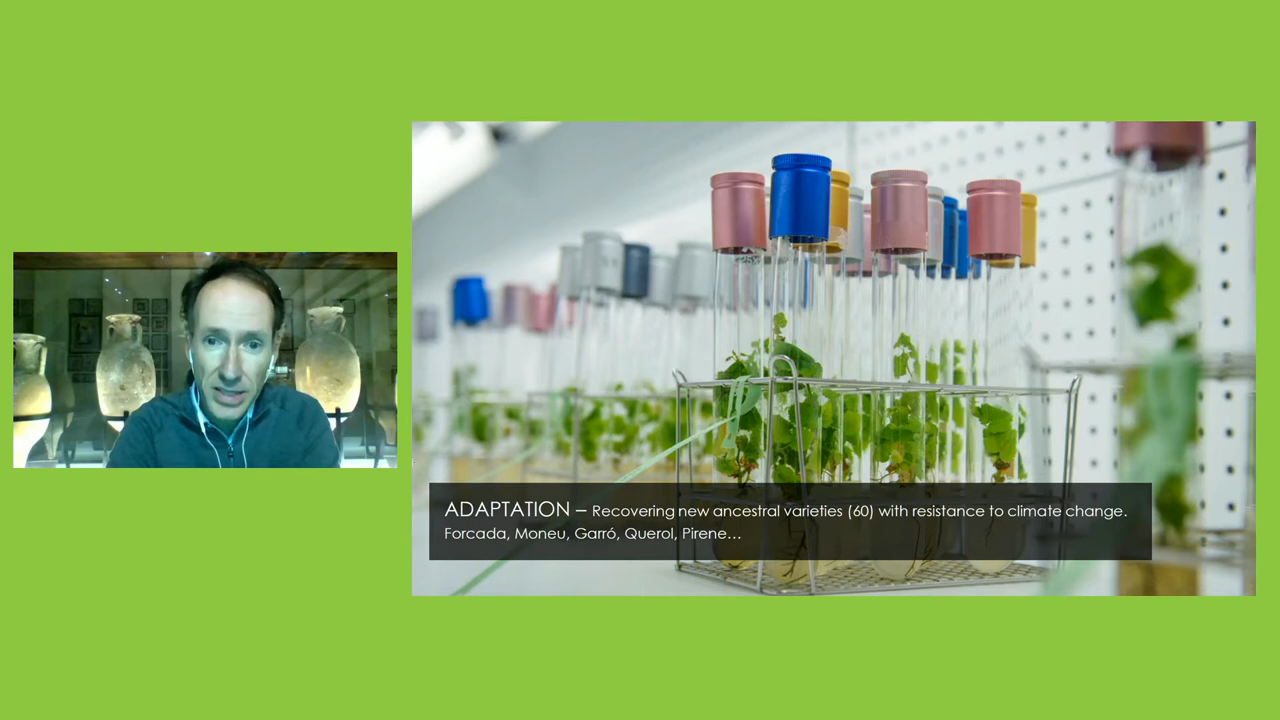 ADAPTATION – Recovering new ancestral varieties (60) with resistance to climate change.
Forcada, Moneu, Garró, Querol, Pirene…